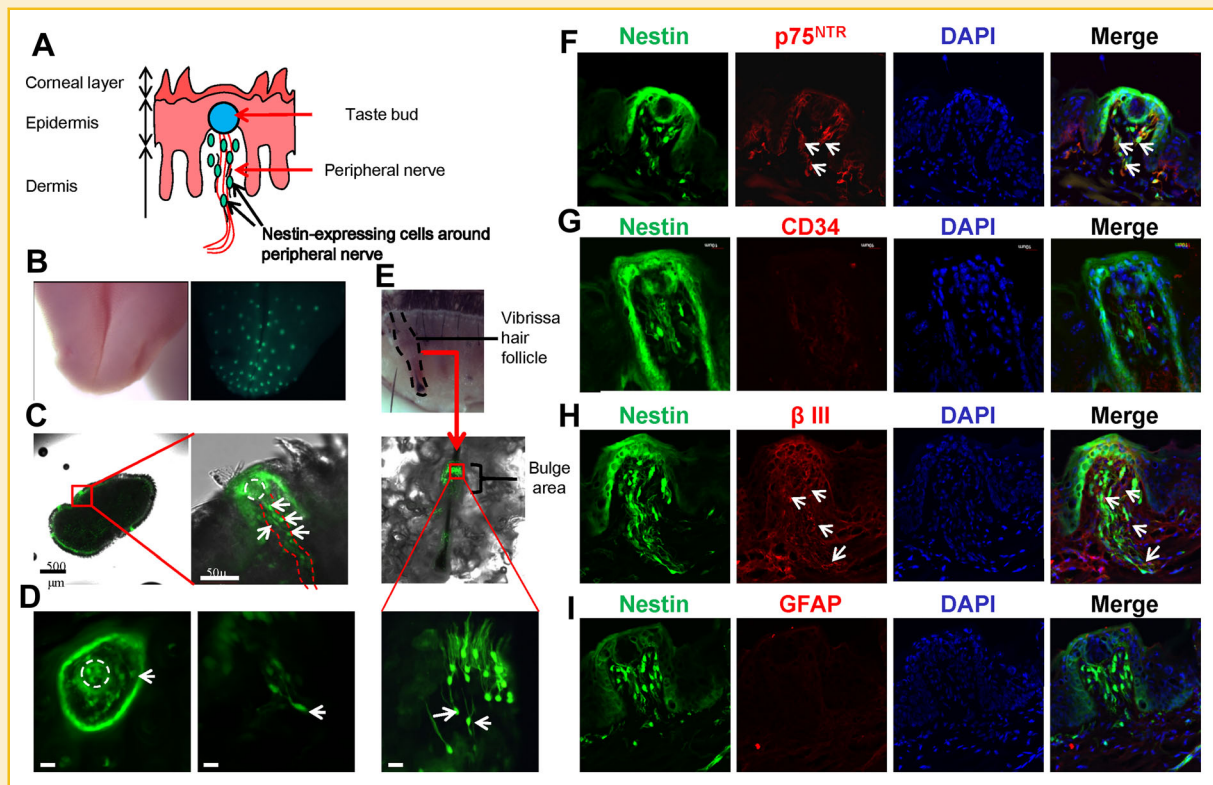 A
Corneal layer
Epidermis
Dermis
Taste bud
Peripheral nerve
Nestin-expressing cells around
peripheral nerve
B
C
500
μm
50μ
D
E
Vibrissa
hair
follicle
Bulge
area
F
Nestin
p75NTR
DAPI
Merge
G
Nestin
CD34
DAPI
Merge
10um
10um
H
Nestin
β III
DAPI
Merge
I
Nestin
GFAP
DAPI
Merge